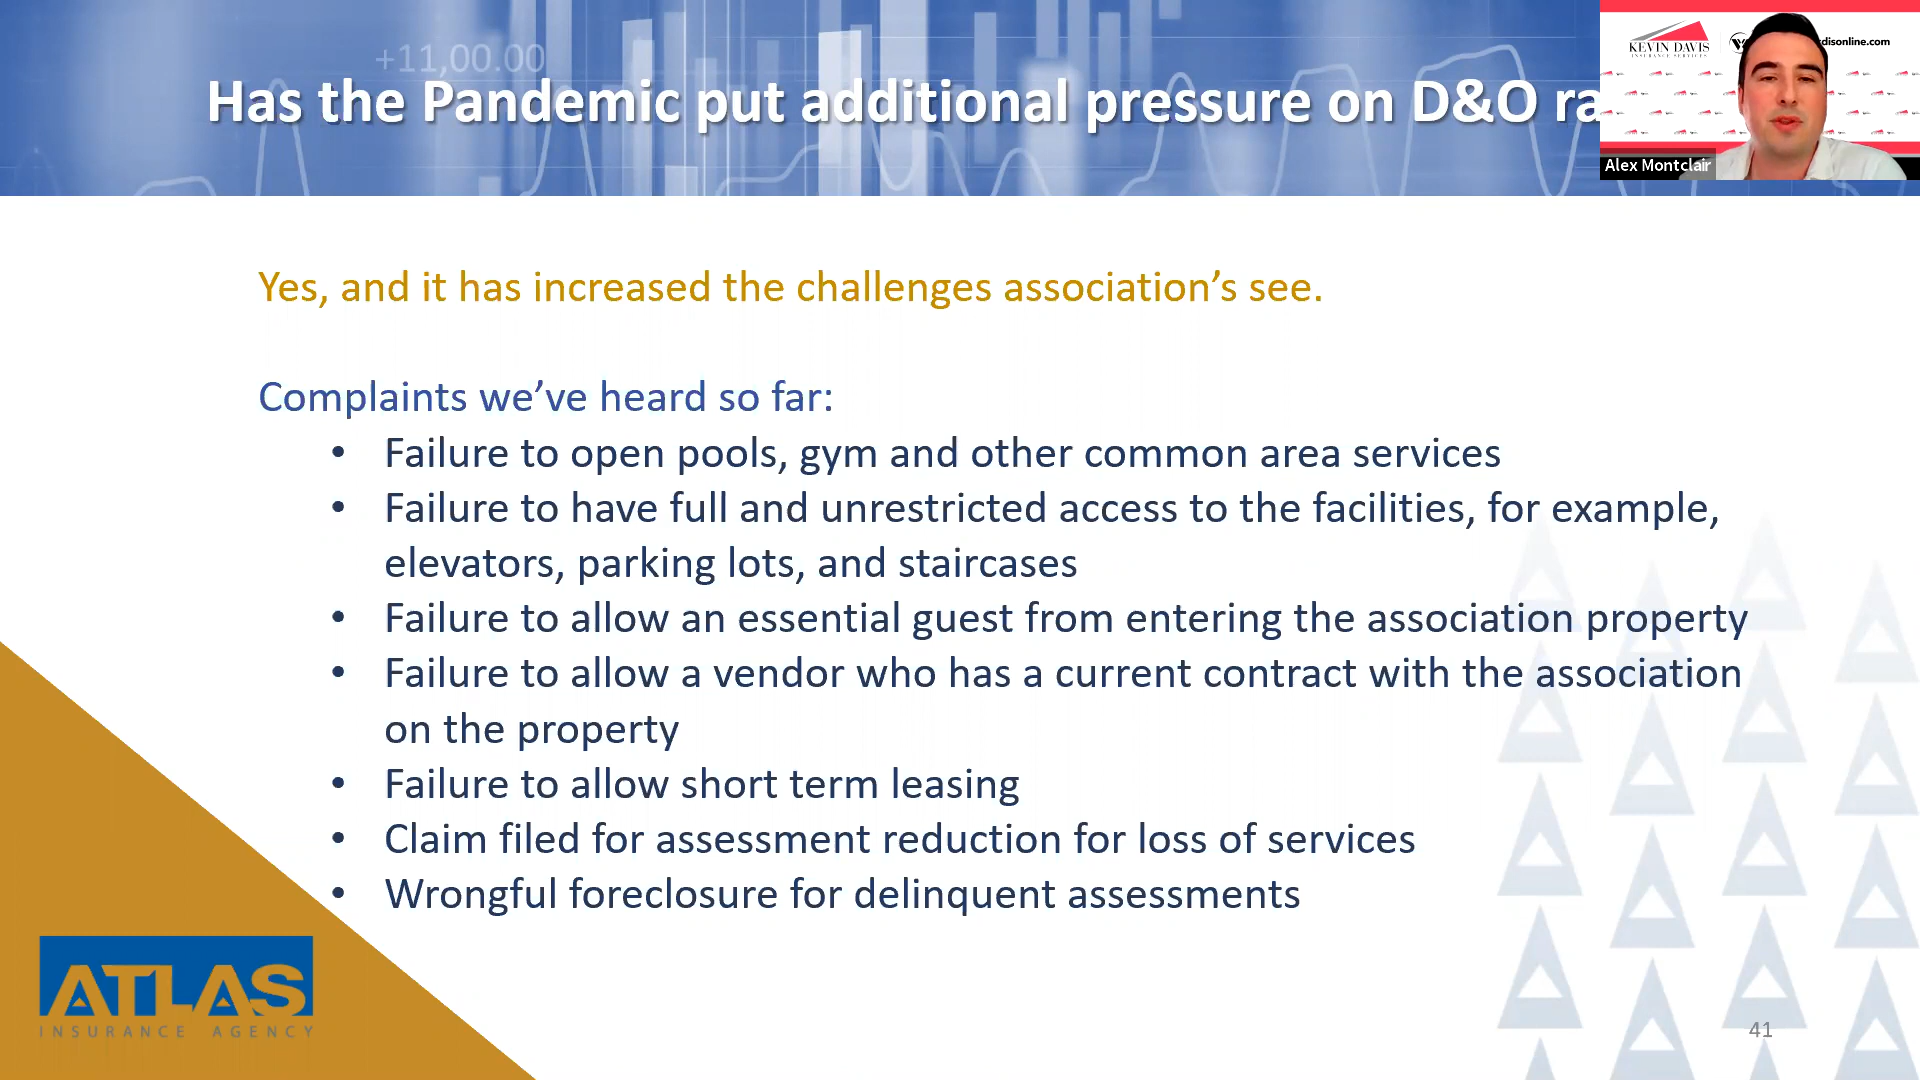 +11,00.00
Has the Pandemic put additional pressure on D&O ra
KEVIN DAVIS
INSURANCE SERVICES
disonline.com
Alex Montclair
Yes, and it has increased the challenges association’s see.
Complaints we’ve heard so far:
• Failure to open pools, gym and other common area services
• Failure to have full and unrestricted access to the facilities, for example,
elevators, parking lots, and staircases
• Failure to allow an essential guest from entering the association property
• Failure to allow a vendor who has a current contract with the association
on the property
• Failure to allow short term leasing
• Claim filed for assessment reduction for loss of services
• Wrongful foreclosure for delinquent assessments
ATLAS
INSURANCE AGENCY
41